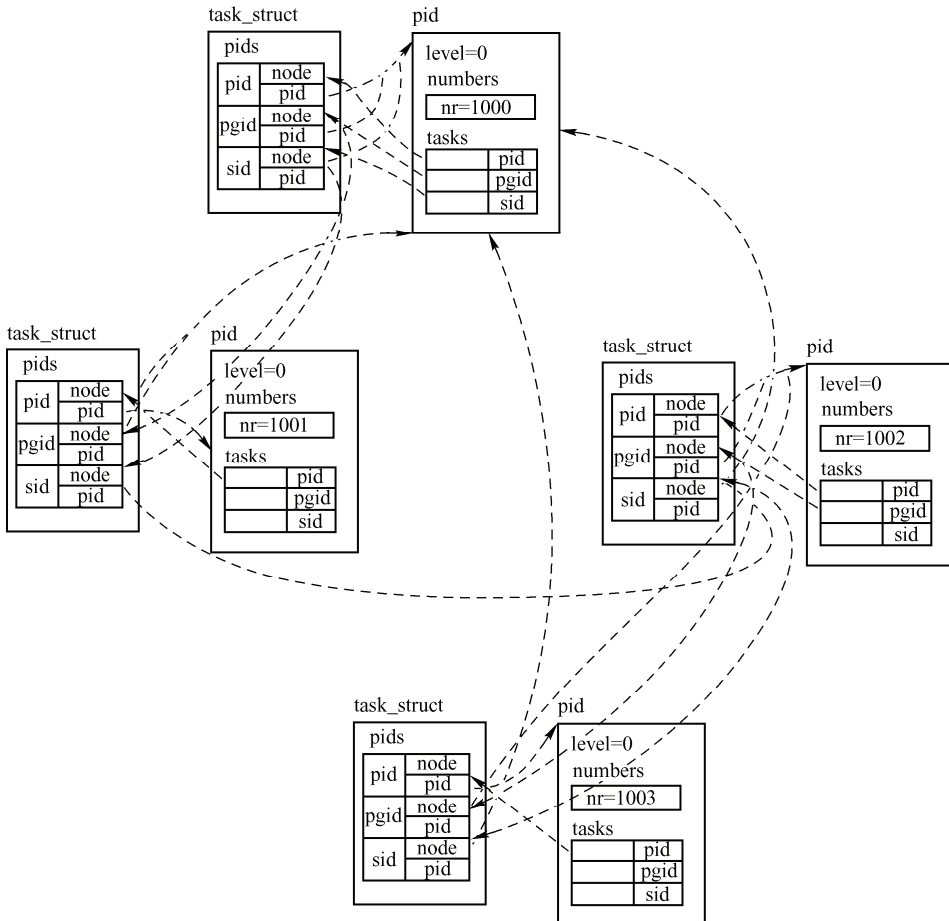 task_struct
pids
pid
node
pid
pgid
node
pid
sid
node
pid
pid
level=0
numbers
nr=1000
tasks
pid
pgid
sid
task_struct
pids
pid
node
pid
pgid
node
pid
sid
node
pid
pid
level=0
numbers
nr=1001
tasks
pid
pgid
sid
task_struct
pids
pid
node
pid
pgid
node
pid
sid
node
pid
pid
level=0
numbers
nr=1002
tasks
pid
pgid
sid
task_struct
pids
pid
node
pid
pgid
node
pid
sid
node
pid
pid
level=0
numbers
nr=1003
tasks
pid
pgid
sid